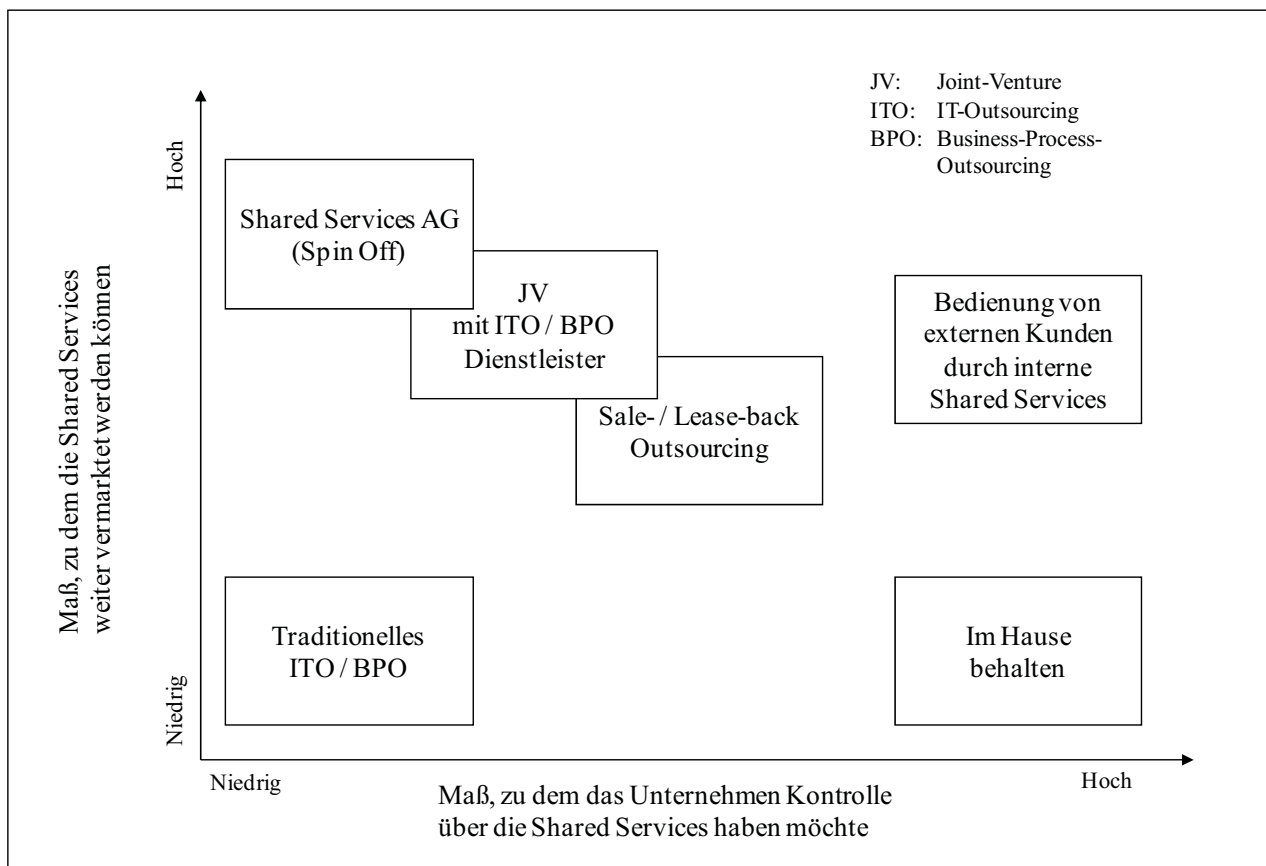 JV: Joint-Venture
ITO: IT-Outsourcing
BPO: Business-Process-
Outsourcing
Hoch
Maß, zu dem die Shared Services
weiter vermarktet werden können
Niedrig
Shared Services AG
(Spin Off)
JV
mit ITO / BPO
Dienstleister
Sale- / Lease-back
Outsourcing
Bedienung von
externen Kunden
durch interne
Shared Services
Traditionelles
ITO / BPO
Im Hause
behalten
Niedrig
Hoch
Maß, zu dem das Unternehmen Kontrolle
über die Shared Services haben möchte